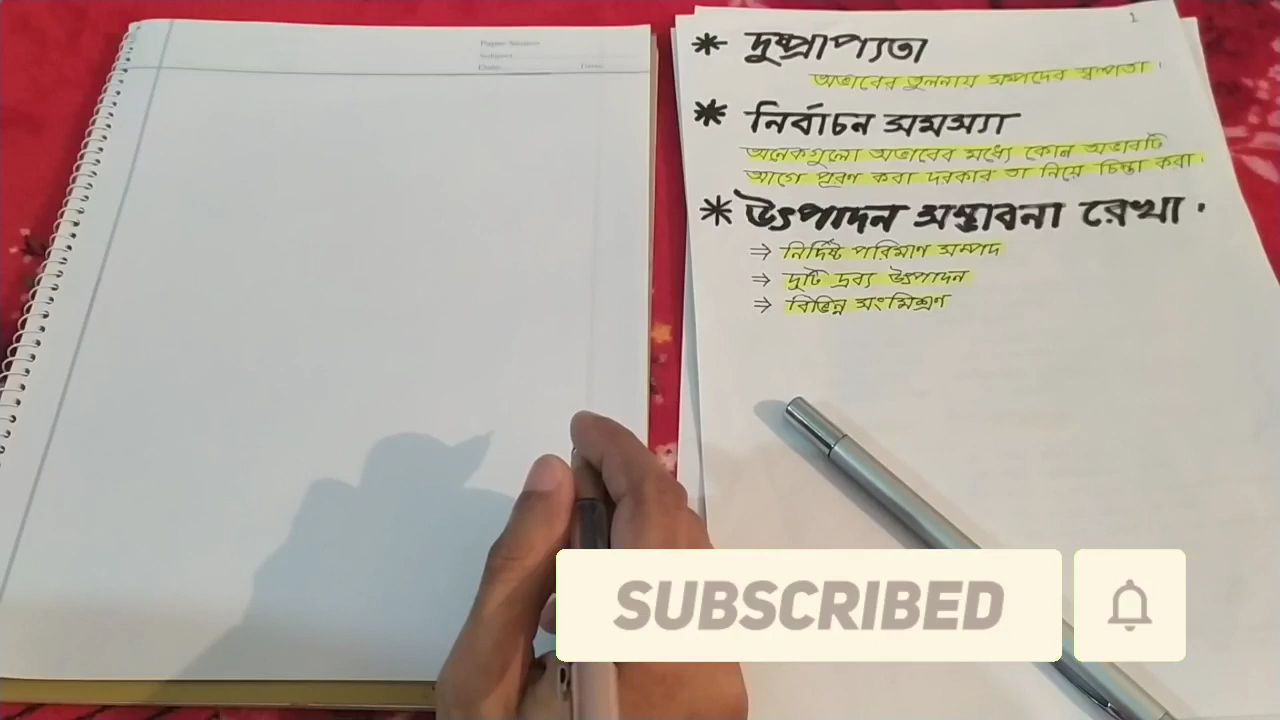 1
* দুষ্প্রাপ্যতা
অভাবের তুলনায় সম্পদের স্বল্পতা।
* নির্বাচন সমস্যা
অনেকগুলো অভাবের মধ্যে কোন অভাবটি
আগে পূরণ করা দরকার তা নিয়ে চিন্তা করা।
* উৎপাদন সম্ভাবনা রেখা.
⇒ নির্দিষ্ট পরিমাণ সম্পদ
⇒ দুটি দ্রব্য উৎপাদন
⇒ বিভিন্ন সংমিশ্রণ
SUBSCRIBED